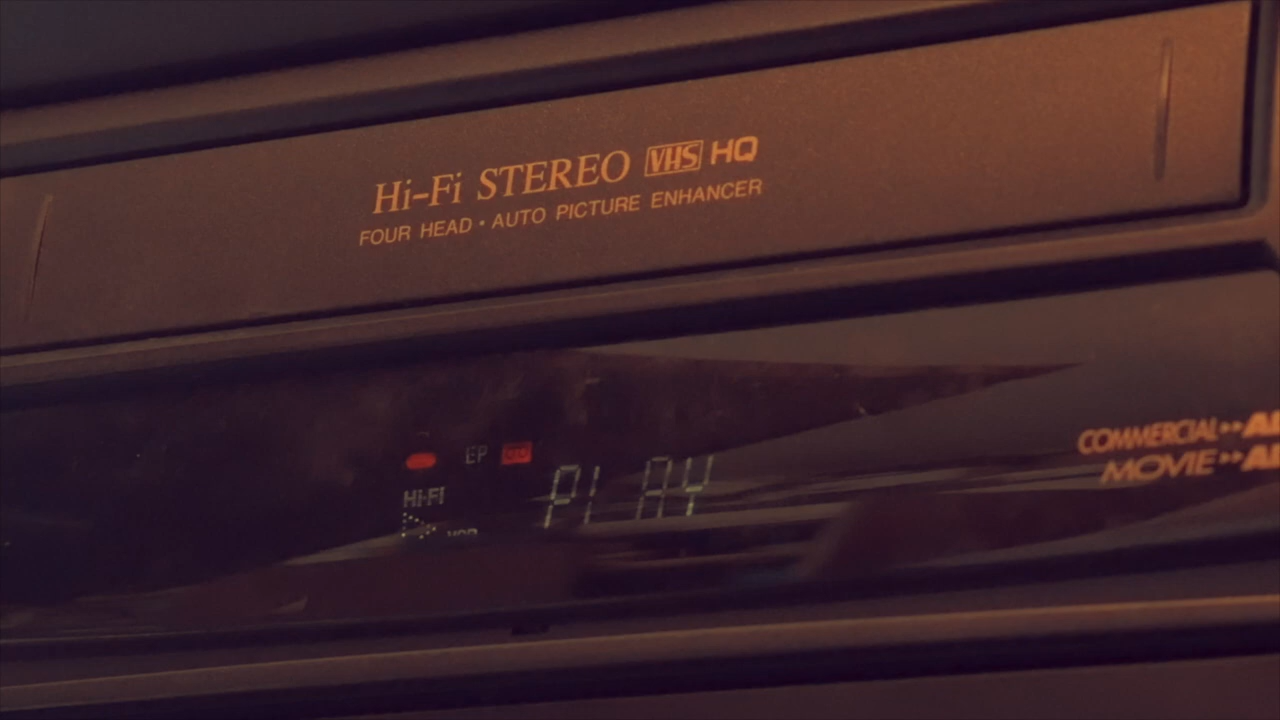 Hi-Fi STEREO VHS HQ
FOUR HEAD • AUTO PICTURE ENHANCER
EP
HI-FI
PLAY
COMMERCIAL
MOVIE